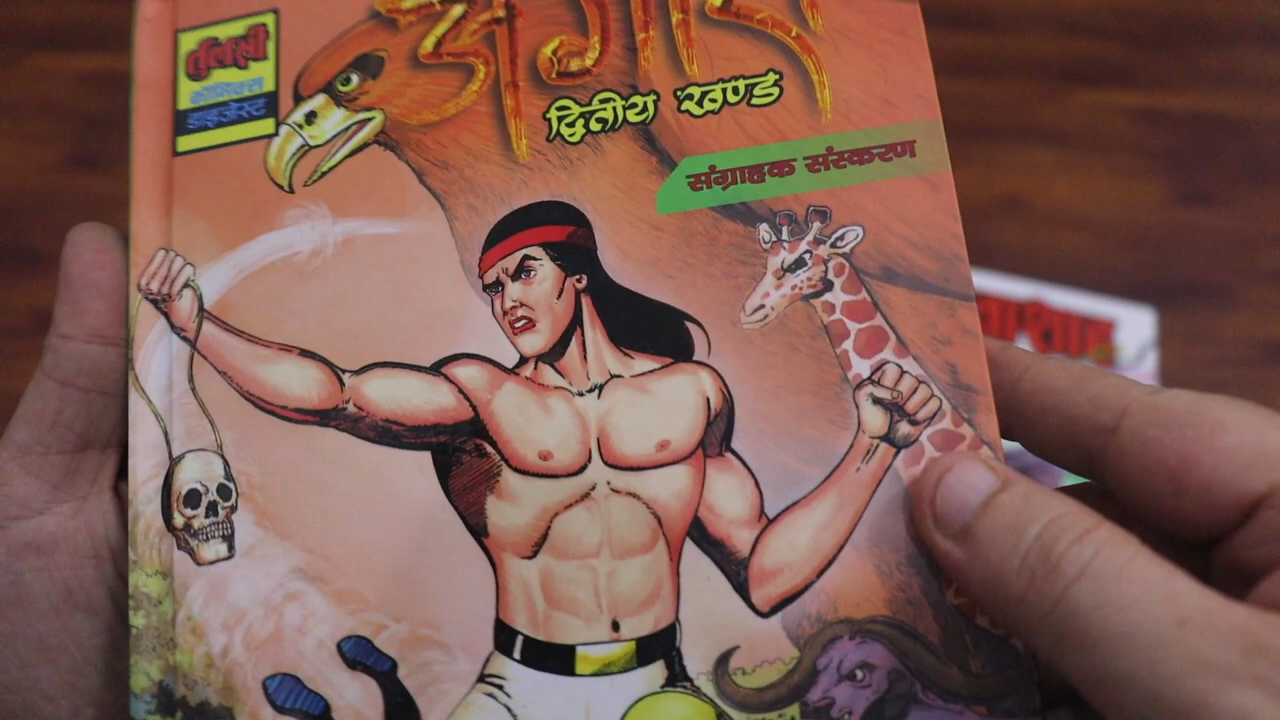 तुलसी
कॉमिक्स
डाइजेस्ट
अंगारा
द्वितीय खण्ड
संग्राहक संस्करण